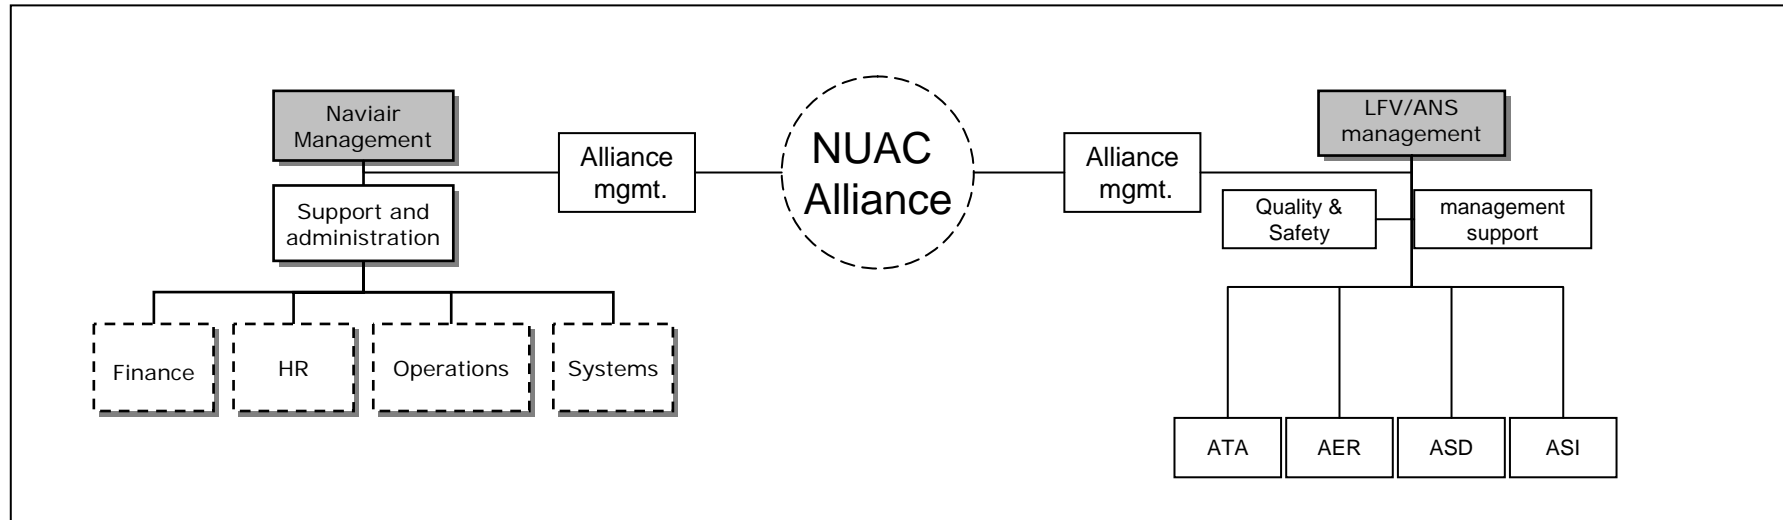 Naviair
Management
Support and
administration
Finance
HR
Operations
Systems
Alliance
mgmt.
NUAC
Alliance
Alliance
mgmt.
LFV/ANS
management
Quality &
Safety
management
support
ATA
AER
ASD
ASI